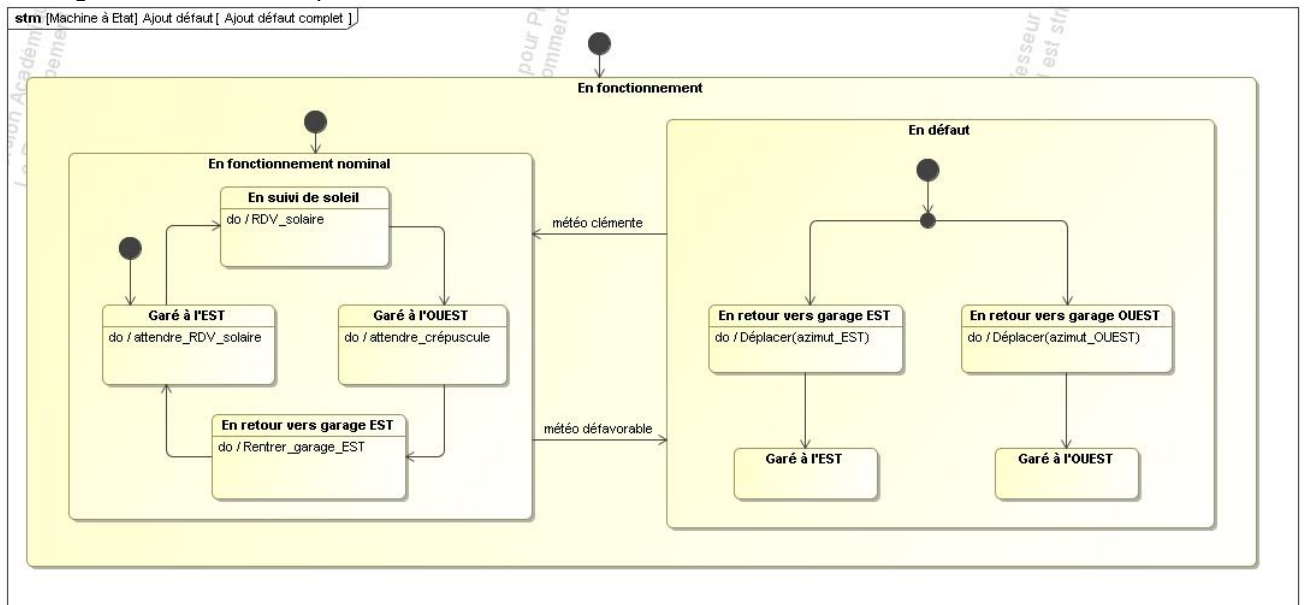 stm [Machine à Etat] Ajout défaut [ Ajout défaut complet ]
En fonctionnement
En défaut
En fonctionnement nominal
En suivi de soleil
do / RDV_solaire
météo clémente
Garé à l'EST
do / attendre_RDV_solaire
Garé à l'OUEST
do / attendre_crépuscule
En retour vers garage EST
do / Déplacer(azimut_EST)
En retour vers garage OUEST
do / Déplacer(azimut_OUEST)
En retour vers garage EST
do / Rentrer_garage_EST
météo défavorable
Garé à l'EST
Garé à l'OUEST